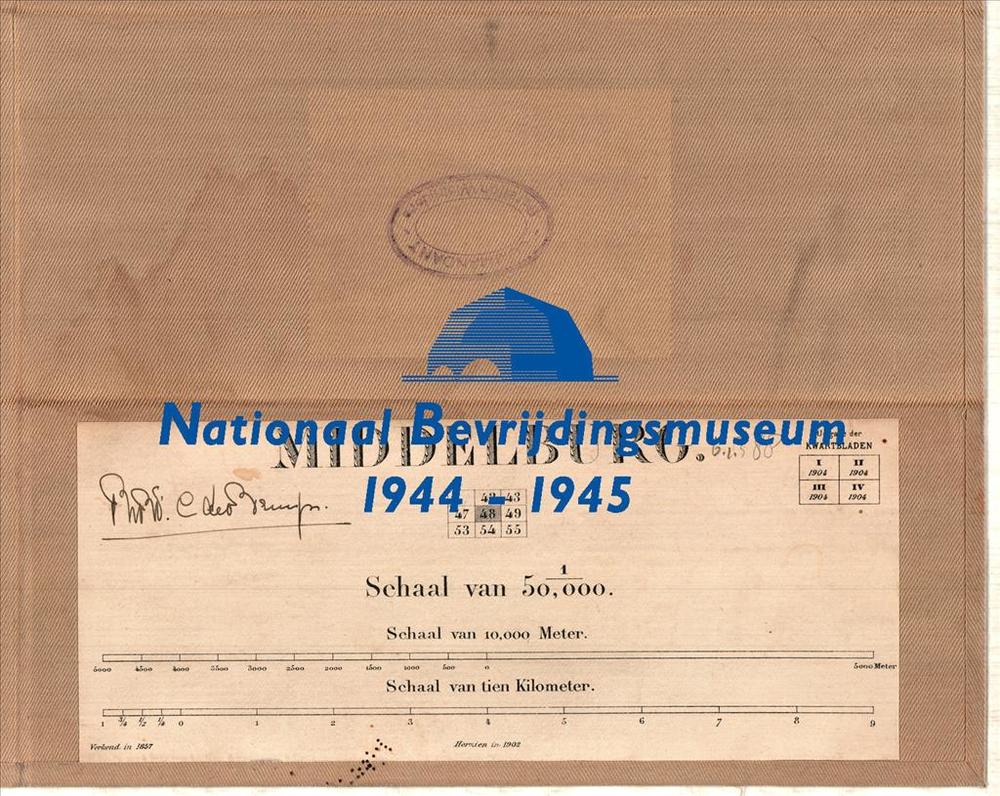 COMMANDANT
Nationaal Bevrijdingsmuseum
1944 - 1945
MIDDELBURG.
der
KWARTBLADEN
I II
1904 1904
III IV
1904 1904
42 43
47 48 49
53 54 55
Schaal van 1/50,000.
Schaal van 10,000 Meter.
5000 4500 4000 3500 3000 2500 2000 1500 1000 500 0 5000 Meter
Schaal van tien Kilometer.
1 3/4 1/2 1/4 0 1 2 3 4 5 6 7 8 9
Verkend in 1857
Herzien in 1902